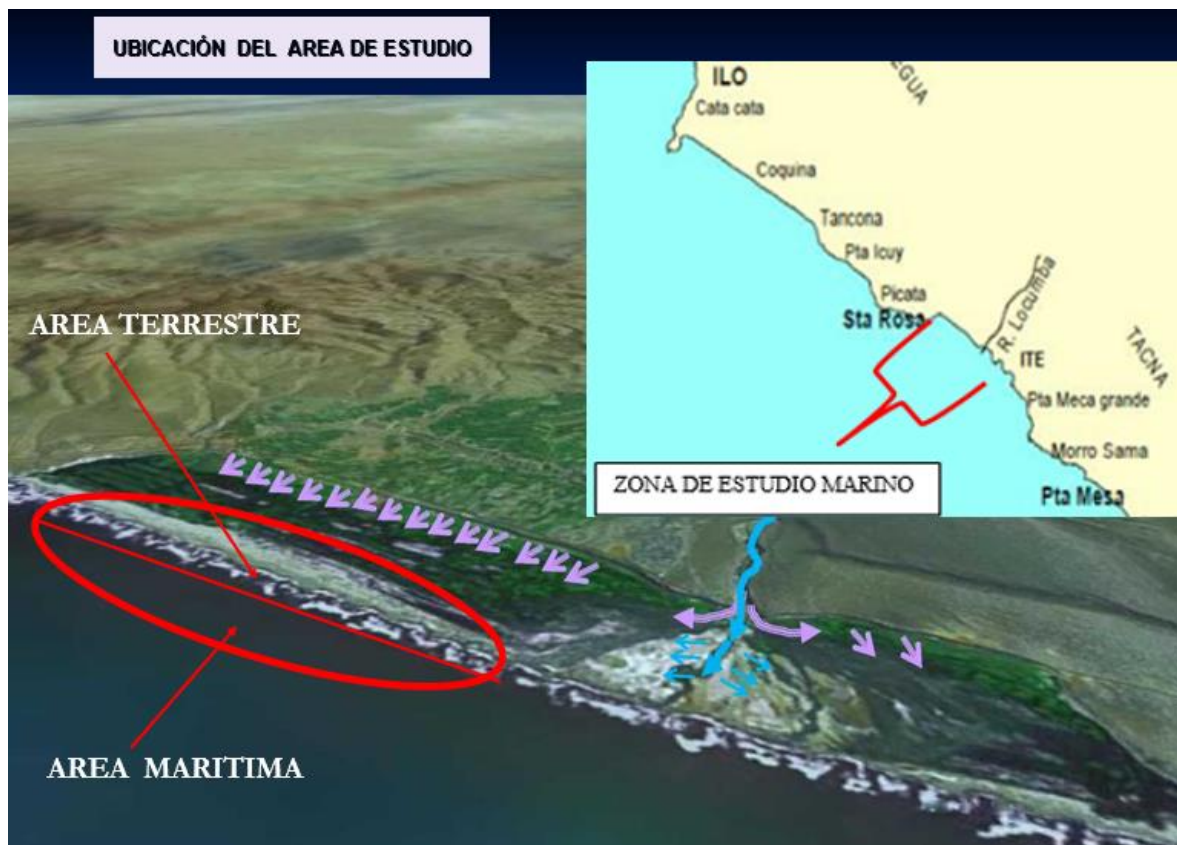 UBICACIÓN DEL AREA DE ESTUDIO
ILO
EGUA
Cata cata
Coquina
Tancona
Pta Icuy
Picata
Sta Rosa
R. Locumba
ITE
TACNA
Pta Meca grande
Morro Sama
Pta Mesa
ZONA DE ESTUDIO MARINO
AREA TERRESTRE
AREA MARITIMA